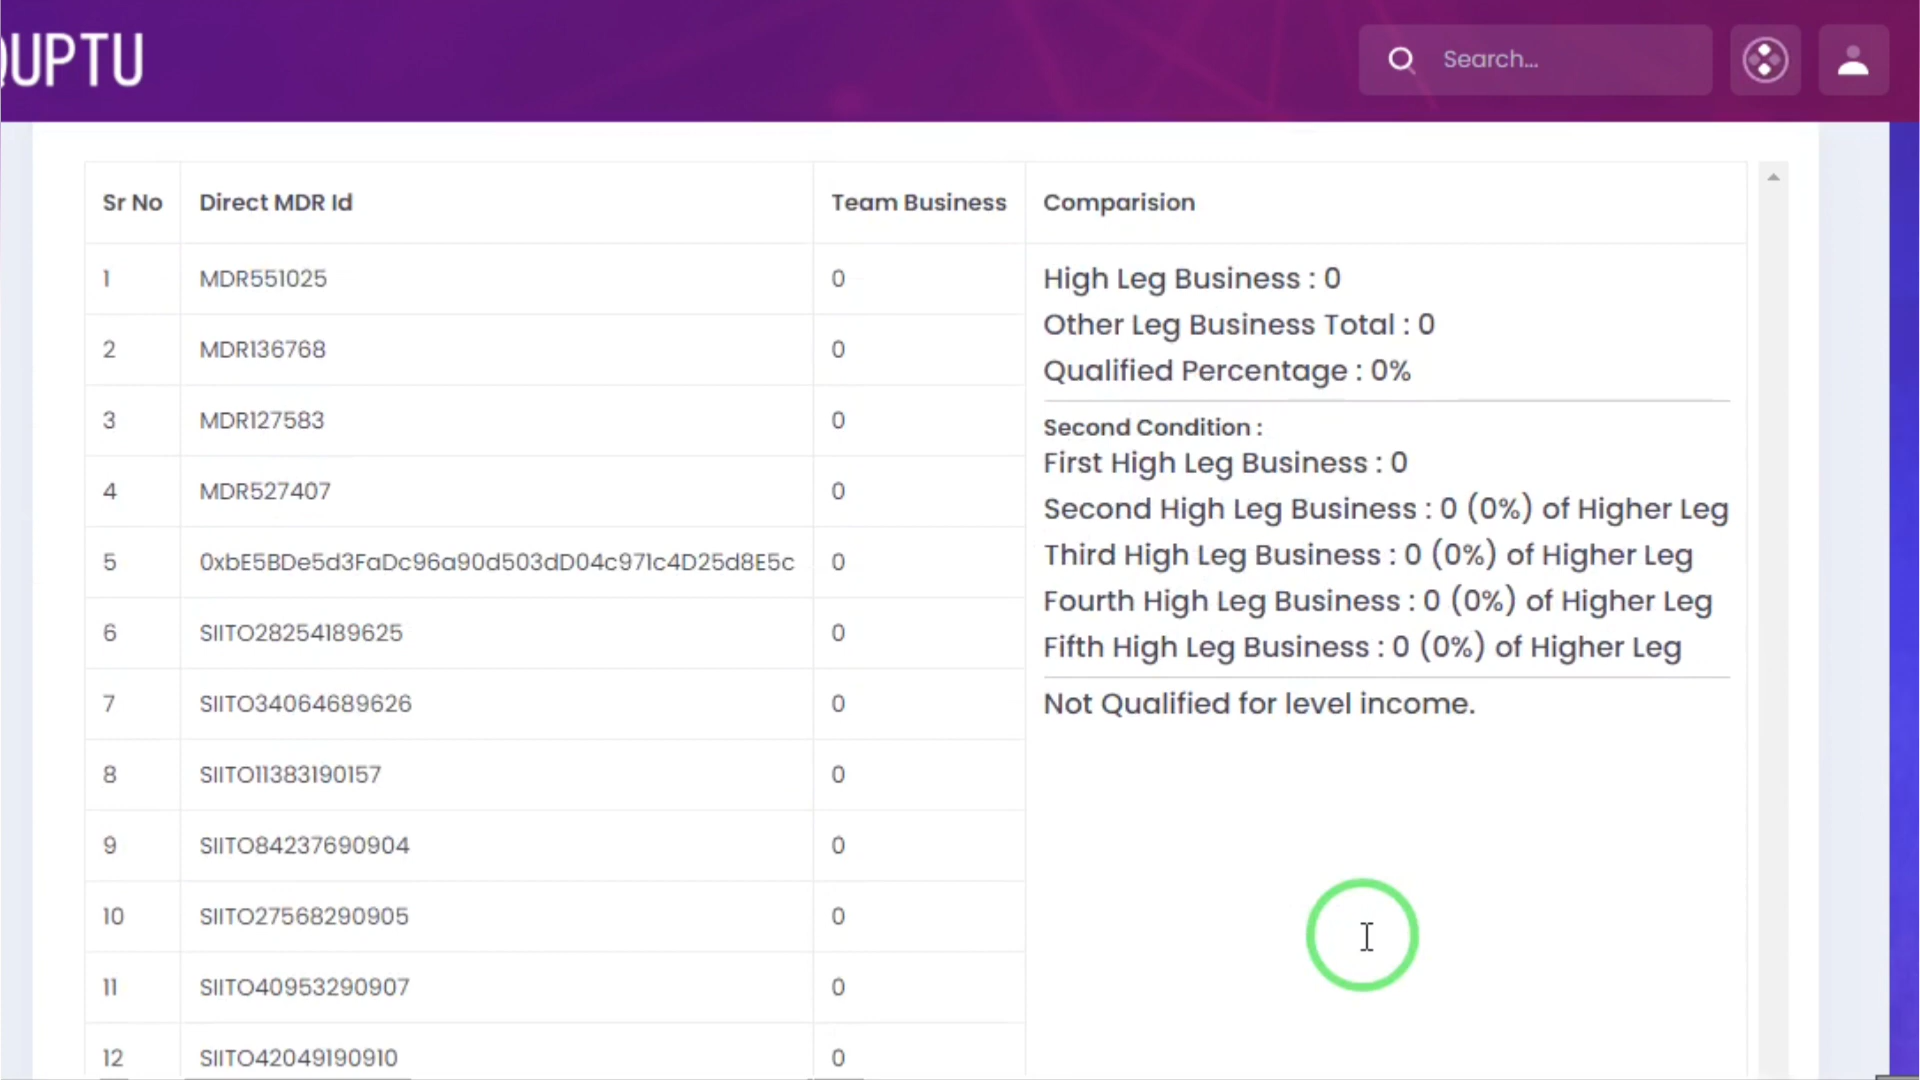 QUPTU
Search...
Sr No Direct MDR Id Team Business Comparision
1 MDR551025 0
2 MDR136768 0
3 MDR127583 0
4 MDR527407 0
5 0xbE5BDe5d3FaDc96a90d503dD04c971c4D25d8E5c 0
6 SIITO28254189625 0
7 SIITO34064689626 0
8 SIITO11383190157 0
9 SIITO84237690904 0
10 SIITO27568290905 0
11 SIITO40953290907 0
12 SIITO42049190910 0
High Leg Business : 0
Other Leg Business Total : 0
Qualified Percentage : 0%
Second Condition :
First High Leg Business : 0
Second High Leg Business : 0 (0%) of Higher Leg
Third High Leg Business : 0 (0%) of Higher Leg
Fourth High Leg Business : 0 (0%) of Higher Leg
Fifth High Leg Business : 0 (0%) of Higher Leg
Not Qualified for level income.